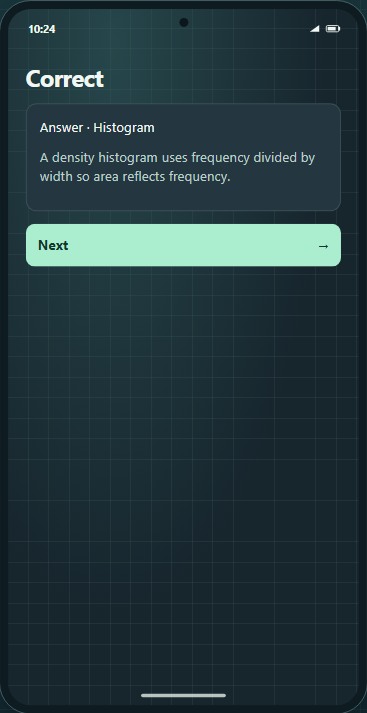 10:24
Correct
Answer · Histogram
A density histogram uses frequency divided by
width so area reflects frequency.
Next →